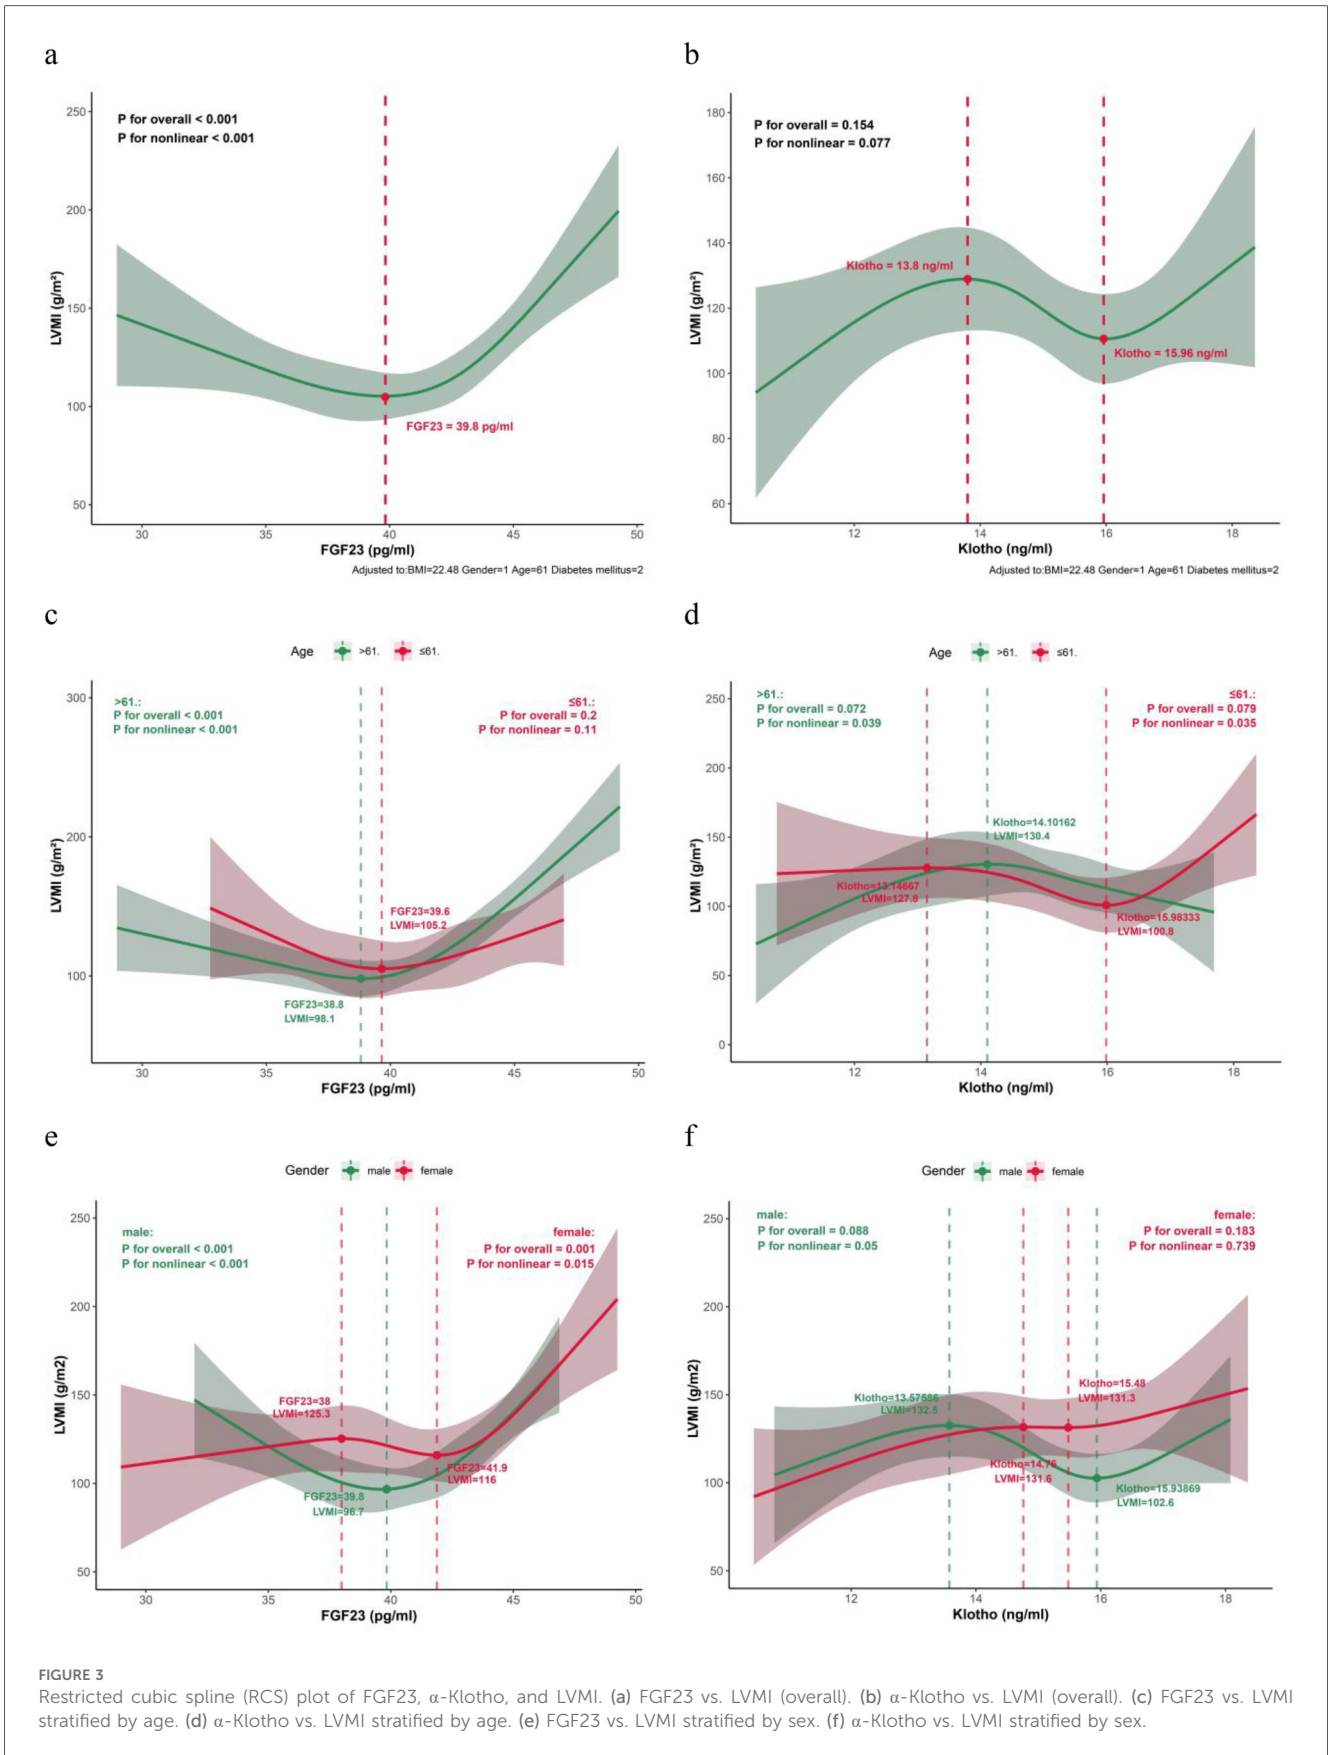 a
250
200
150
100
50
LVMI (g/m²)
P for overall < 0.001
P for nonlinear < 0.001
FGF23 = 39.8 pg/ml
30 35 40 45 50
FGF23 (pg/ml)
Adjusted to:BMI=22.48 Gender=1 Age=61 Diabetes mellitus=2
b
180
160
140
120
100
80
60
LVMI (g/m²)
P for overall = 0.154
P for nonlinear = 0.077
Klotho = 13.8 ng/ml
Klotho = 15.96 ng/ml
12 14 16 18
Klotho (ng/ml)
Adjusted to:BMI=22.48 Gender=1 Age=61 Diabetes mellitus=2
c
Age >61. ≤61.
300
200
100
LVMI (g/m²)
>61.:
P for overall < 0.001
P for nonlinear < 0.001
≤61.:
P for overall = 0.2
P for nonlinear = 0.11
FGF23=39.6
LVMI=105.2
FGF23=38.8
LVMI=98.1
30 35 40 45 50
FGF23 (pg/ml)
d
Age >61. ≤61.
250
200
150
100
50
0
LVMI (g/m²)
>61.:
P for overall = 0.072
P for nonlinear = 0.039
≤61.:
P for overall = 0.079
P for nonlinear = 0.035
Klotho=14.10162
LVMI=130.4
Klotho=13.14667
LVMI=127.8
Klotho=15.98333
LVMI=100.8
12 14 16 18
Klotho (ng/ml)
e
Gender male female
250
200
150
100
50
LVMI (g/m2)
male:
P for overall < 0.001
P for nonlinear < 0.001
female:
P for overall = 0.001
P for nonlinear = 0.015
FGF23=38
LVMI=125.3
FGF23=41.9
LVMI=116
FGF23=39.8
LVMI=96.7
30 35 40 45 50
FGF23 (pg/ml)
f
Gender male female
250
200
150
100
50
LVMI (g/m2)
male:
P for overall = 0.088
P for nonlinear = 0.05
female:
P for overall = 0.183
P for nonlinear = 0.739
Klotho=13.57586
LVMI=132.5
Klotho=15.48
LVMI=131.3
Klotho=14.76
LVMI=131.6
Klotho=15.93869
LVMI=102.6
12 14 16 18
Klotho (ng/ml)
FIGURE 3
Restricted cubic spline (RCS) plot of FGF23, α-Klotho, and LVMI. (a) FGF23 vs. LVMI (overall). (b) α-Klotho vs. LVMI (overall). (c) FGF23 vs. LVMI
stratified by age. (d) α-Klotho vs. LVMI stratified by age. (e) FGF23 vs. LVMI stratified by sex. (f) α-Klotho vs. LVMI stratified by sex.